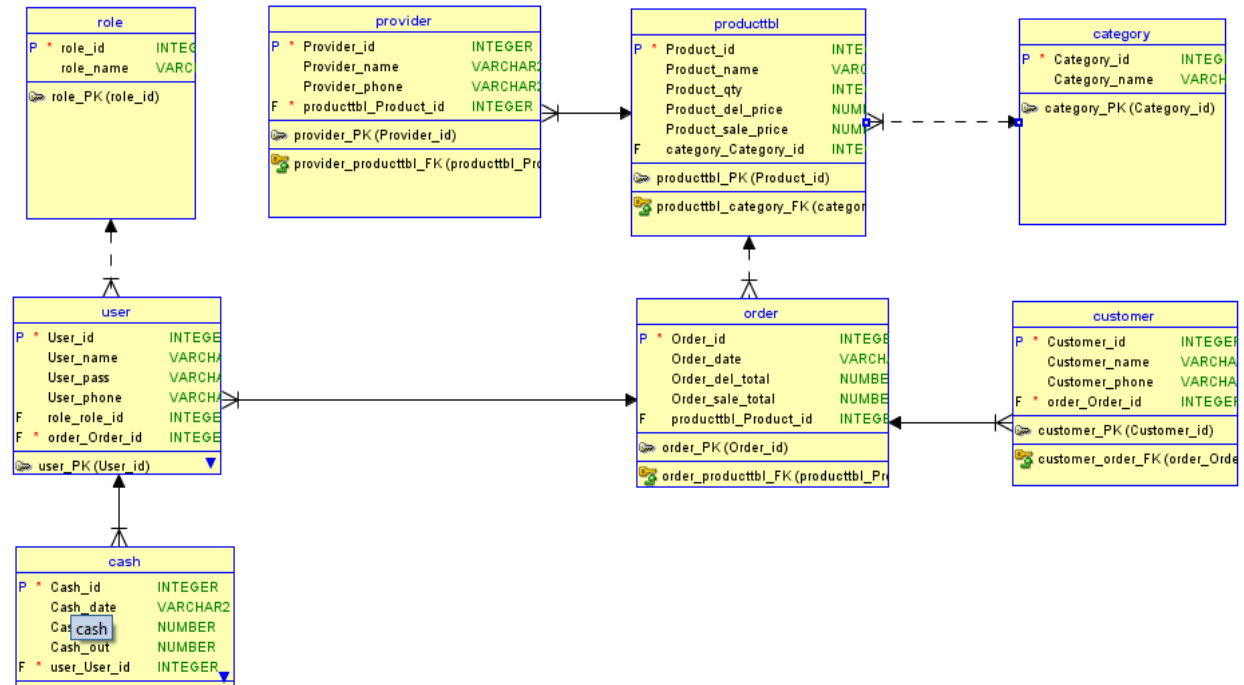 role
P * role_id INTEG
role_name VARC
role_PK (role_id)
provider
P * Provider_id INTEGER
Provider_name VARCHAR2
Provider_phone VARCHAR2
F * producttbl_Product_id INTEGER
provider_PK (Provider_id)
provider_producttbl_FK (producttbl_Pro
producttbl
P * Product_id INTE
Product_name VARC
Product_qty INTE
Product_del_price NUM
Product_sale_price NUM
F category_Category_id INTE
producttbl_PK (Product_id)
producttbl_category_FK (categor
category
P * Category_id INTEG
Category_name VARCH
category_PK (Category_id)
user
P * User_id INTEGE
User_name VARCHA
User_pass VARCHA
User_phone VARCHA
F role_role_id INTEGE
F * order_Order_id INTEGE
user_PK (User_id)
order
P * Order_id INTEGE
Order_date VARCH
Order_del_total NUMBE
Order_sale_total NUMBE
F producttbl_Product_id INTEGE
order_PK (Order_id)
order_producttbl_FK (producttbl_Pr
customer
P * Customer_id INTEGER
Customer_name VARCHA
Customer_phone VARCHA
F * order_Order_id INTEGER
customer_PK (Customer_id)
customer_order_FK (order_Orde
cash
P * Cash_id INTEGER
Cash_date VARCHAR2
cash NUMBER
Cash_out NUMBER
F * user_User_id INTEGER